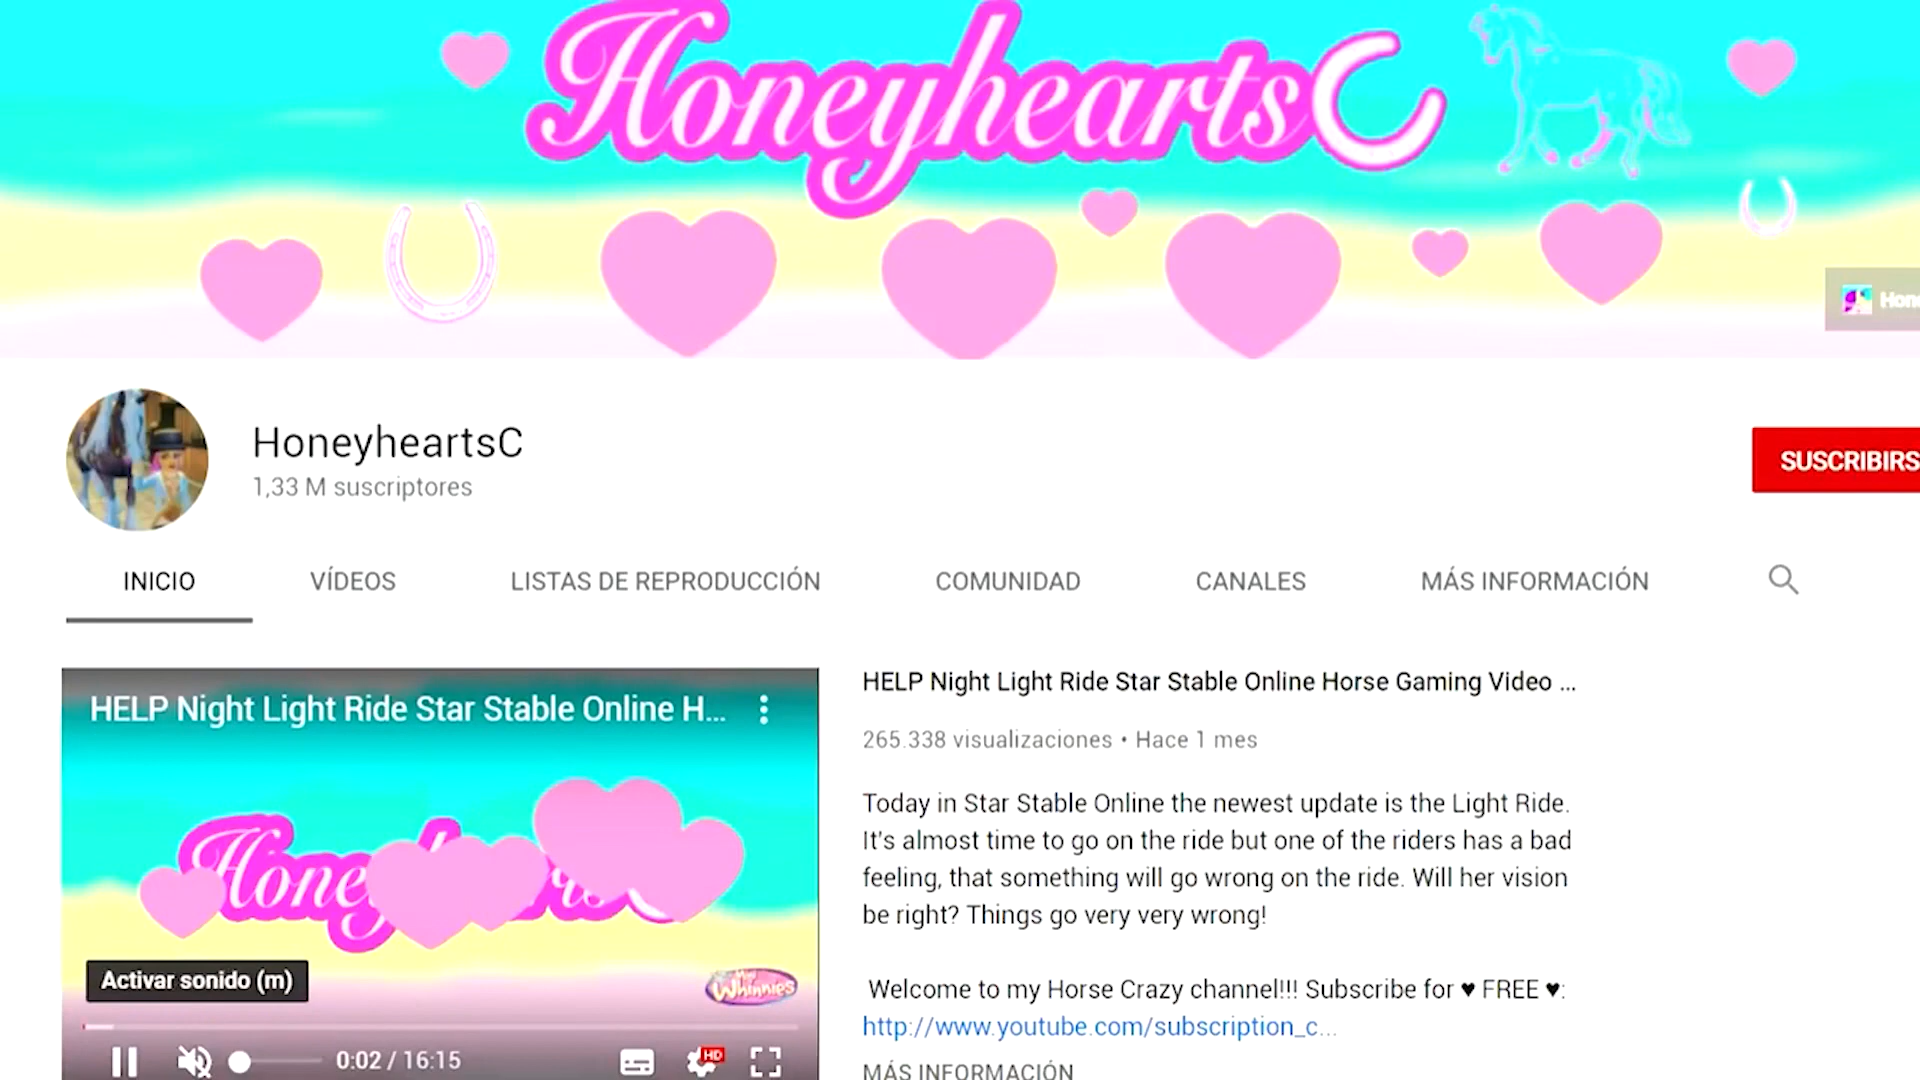 HoneyheartsC
HoneyheartsC
1,33 M suscriptores
SUSCRIBIRS
INICIO
VÍDEOS
LISTAS DE REPRODUCCIÓN
COMUNIDAD
CANALES
MÁS INFORMACIÓN
HELP Night Light Ride Star Stable Online H...
Activar sonido (m)
Whinnies
0:02 / 16:15
HD
HELP Night Light Ride Star Stable Online Horse Gaming Video ...
265.338 visualizaciones • Hace 1 mes
Today in Star Stable Online the newest update is the Light Ride.
It's almost time to go on the ride but one of the riders has a bad
feeling, that something will go wrong on the ride. Will her vision
be right? Things go very very wrong!
Welcome to my Horse Crazy channel!!! Subscribe for ♥ FREE ♥:
http://www.youtube.com/subscription_c...
MÁS INFORMACIÓN